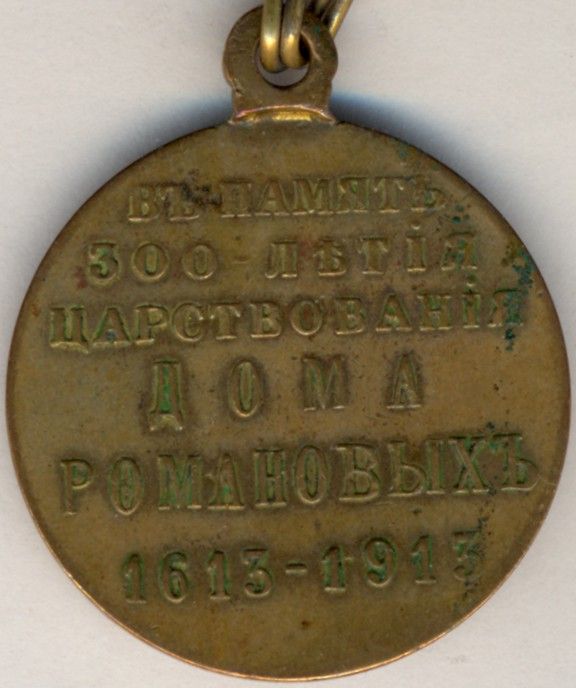 ВЪ ПАМЯТЬ
300-ЛѢТІЯ
ЦАРСТВОВАНІЯ
ДОМА
РОМАНОВЫХЪ
1613-1913